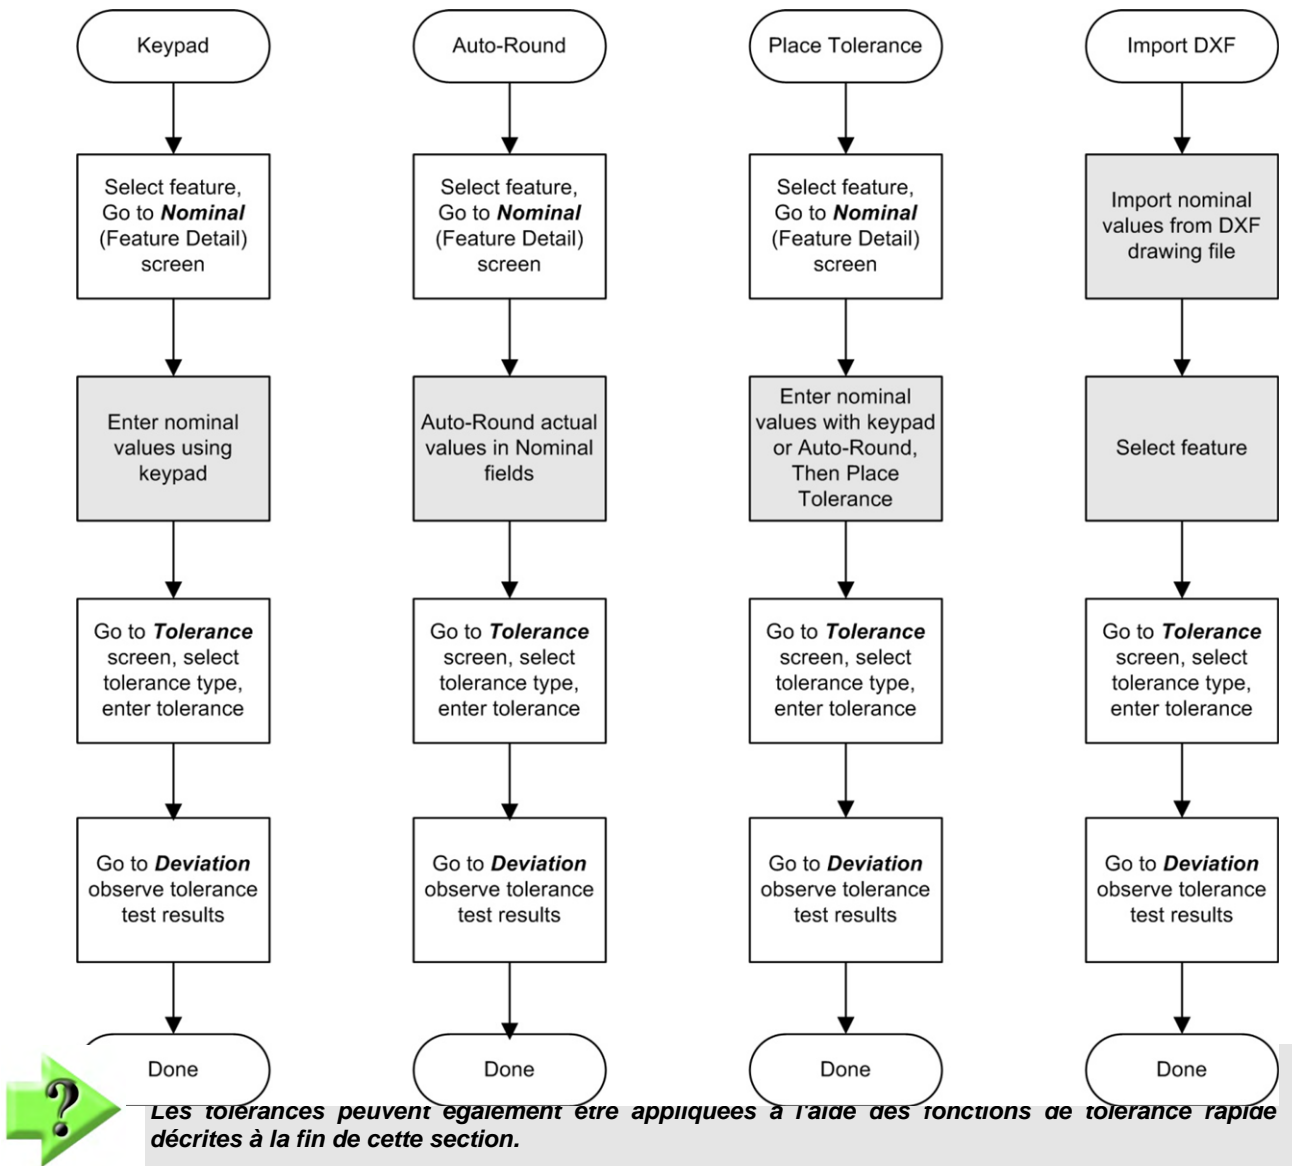 Keypad
Select feature,
Go to Nominal
(Feature Detail)
screen
Enter nominal
values using
keypad
Go to Tolerance
screen, select
tolerance type,
enter tolerance
Go to Deviation
observe tolerance
test results
Done
Auto-Round
Select feature,
Go to Nominal
(Feature Detail)
screen
Auto-Round actual
values in Nominal
fields
Go to Tolerance
screen, select
tolerance type,
enter tolerance
Go to Deviation
observe tolerance
test results
Done
Place Tolerance
Select feature,
Go to Nominal
(Feature Detail)
screen
Enter nominal
values with keypad
or Auto-Round,
Then Place
Tolerance
Go to Tolerance
screen, select
tolerance type,
enter tolerance
Go to Deviation
observe tolerance
test results
Done
Import DXF
Import nominal
values from DXF
drawing file
Select feature
Go to Tolerance
screen, select
tolerance type,
enter tolerance
Go to Deviation
observe tolerance
test results
Done
?
Les tolérances peuvent également être appliquées à l'aide des fonctions de tolérance rapide
décrites à la fin de cette section.